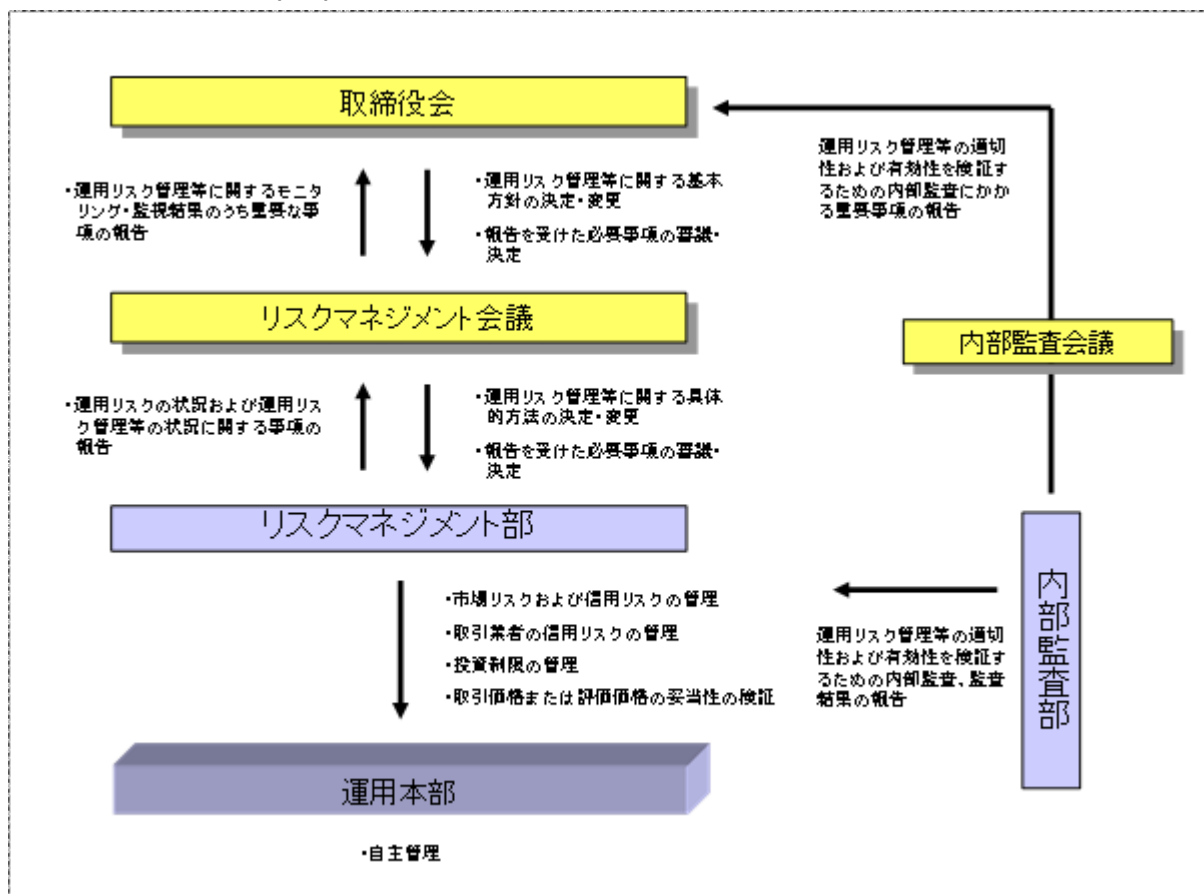 取締役会
・運用リスク管理等に関するモニ
タリング・監視結果のうち重要な事
項の報告
・運用リスク管理等に関する基本
方針の決定・変更
・報告を受けた必要事項の審議・
決定
運用リスク管理等の適切
性および有効性を検証す
るための内部監査にかか
る重要事項の報告
リスクマネジメント会議
内部監査会議
・運用リスクの状況および運用リス
ク管理等の状況に関する事項の
報告
・運用リスク管理等に関する具体
的方法の決定・変更
・報告を受けた必要事項の審議・
決定
リスクマネジメント部
・市場リスクおよび信用リスクの管理
・取引業者の信用リスクの管理
・投資制限の管理
・取引価格または評価価格の妥当性の検証
運用リスク管理等の適切
性および有効性を検証す
るための内部監査、監査
結果の報告
内部監査部
運用本部
・自主管理